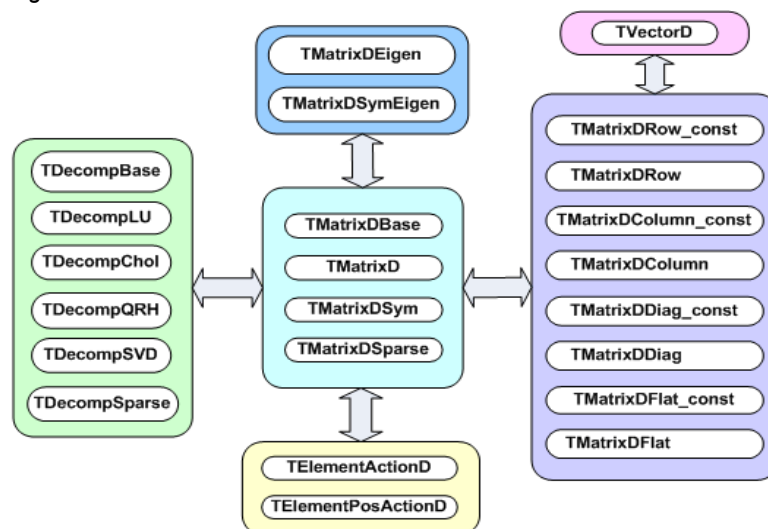 TVectorD
TMatrixDEigen
TMatrixDSymEigen
TDecompBase
TDecompLU
TDecompChol
TDecompQRH
TDecompSVD
TDecompSparse
TMatrixDBase
TMatrixD
TMatrixDSym
TMatrixDSparse
TMatrixDRow_const
TMatrixDRow
TMatrixDColumn_const
TMatrixDColumn
TMatrixDDiag_const
TMatrixDDiag
TMatrixDFlat_const
TMatrixDFlat
TElementActionD
TElementPosActionD